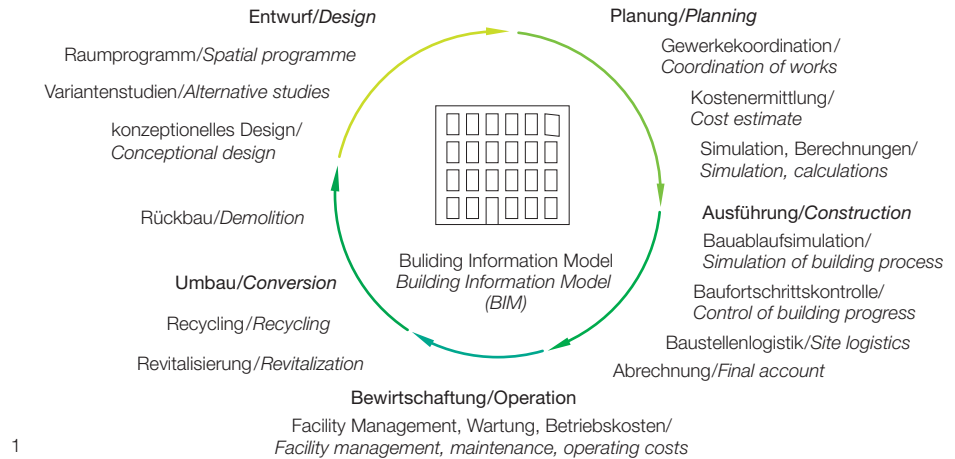 Entwurf/Design
Raumprogramm/Spatial programme
Variantenstudien/Alternative studies
konzeptionelles Design/
Conceptional design
Planung/Planning
Gewerkekoordination/
Coordination of works
Kostenermittlung/
Cost estimate
Simulation, Berechnungen/
Simulation, calculations
Ausführung/Construction
Bauablaufsimulation/
Simulation of building process
Baufortschrittskontrolle/
Control of building progress
Baustellenlogistik/Site logistics
Abrechnung/Final account
Buliding Information Model
Building Information Model
(BIM)
Rückbau/Demolition
Umbau/Conversion
Recycling/Recycling
Revitalisierung/Revitalization
Bewirtschaftung/Operation
Facility Management, Wartung, Betriebskosten/
Facility management, maintenance, operating costs
1